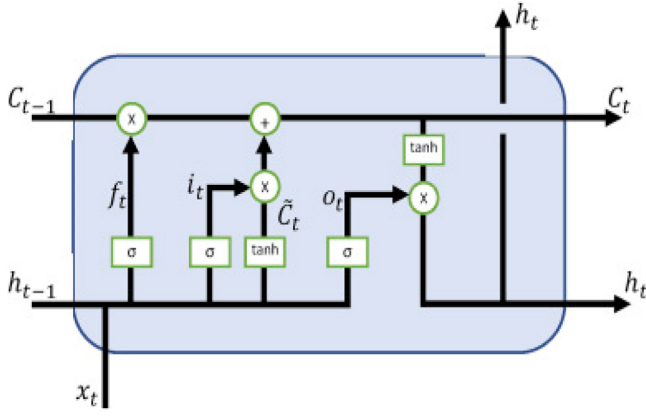 h_t
C_{t-1} x + C_t
tanh
f_t i_t x o_t x
C̃_t
σ σ tanh σ
h_{t-1} h_t
x_t